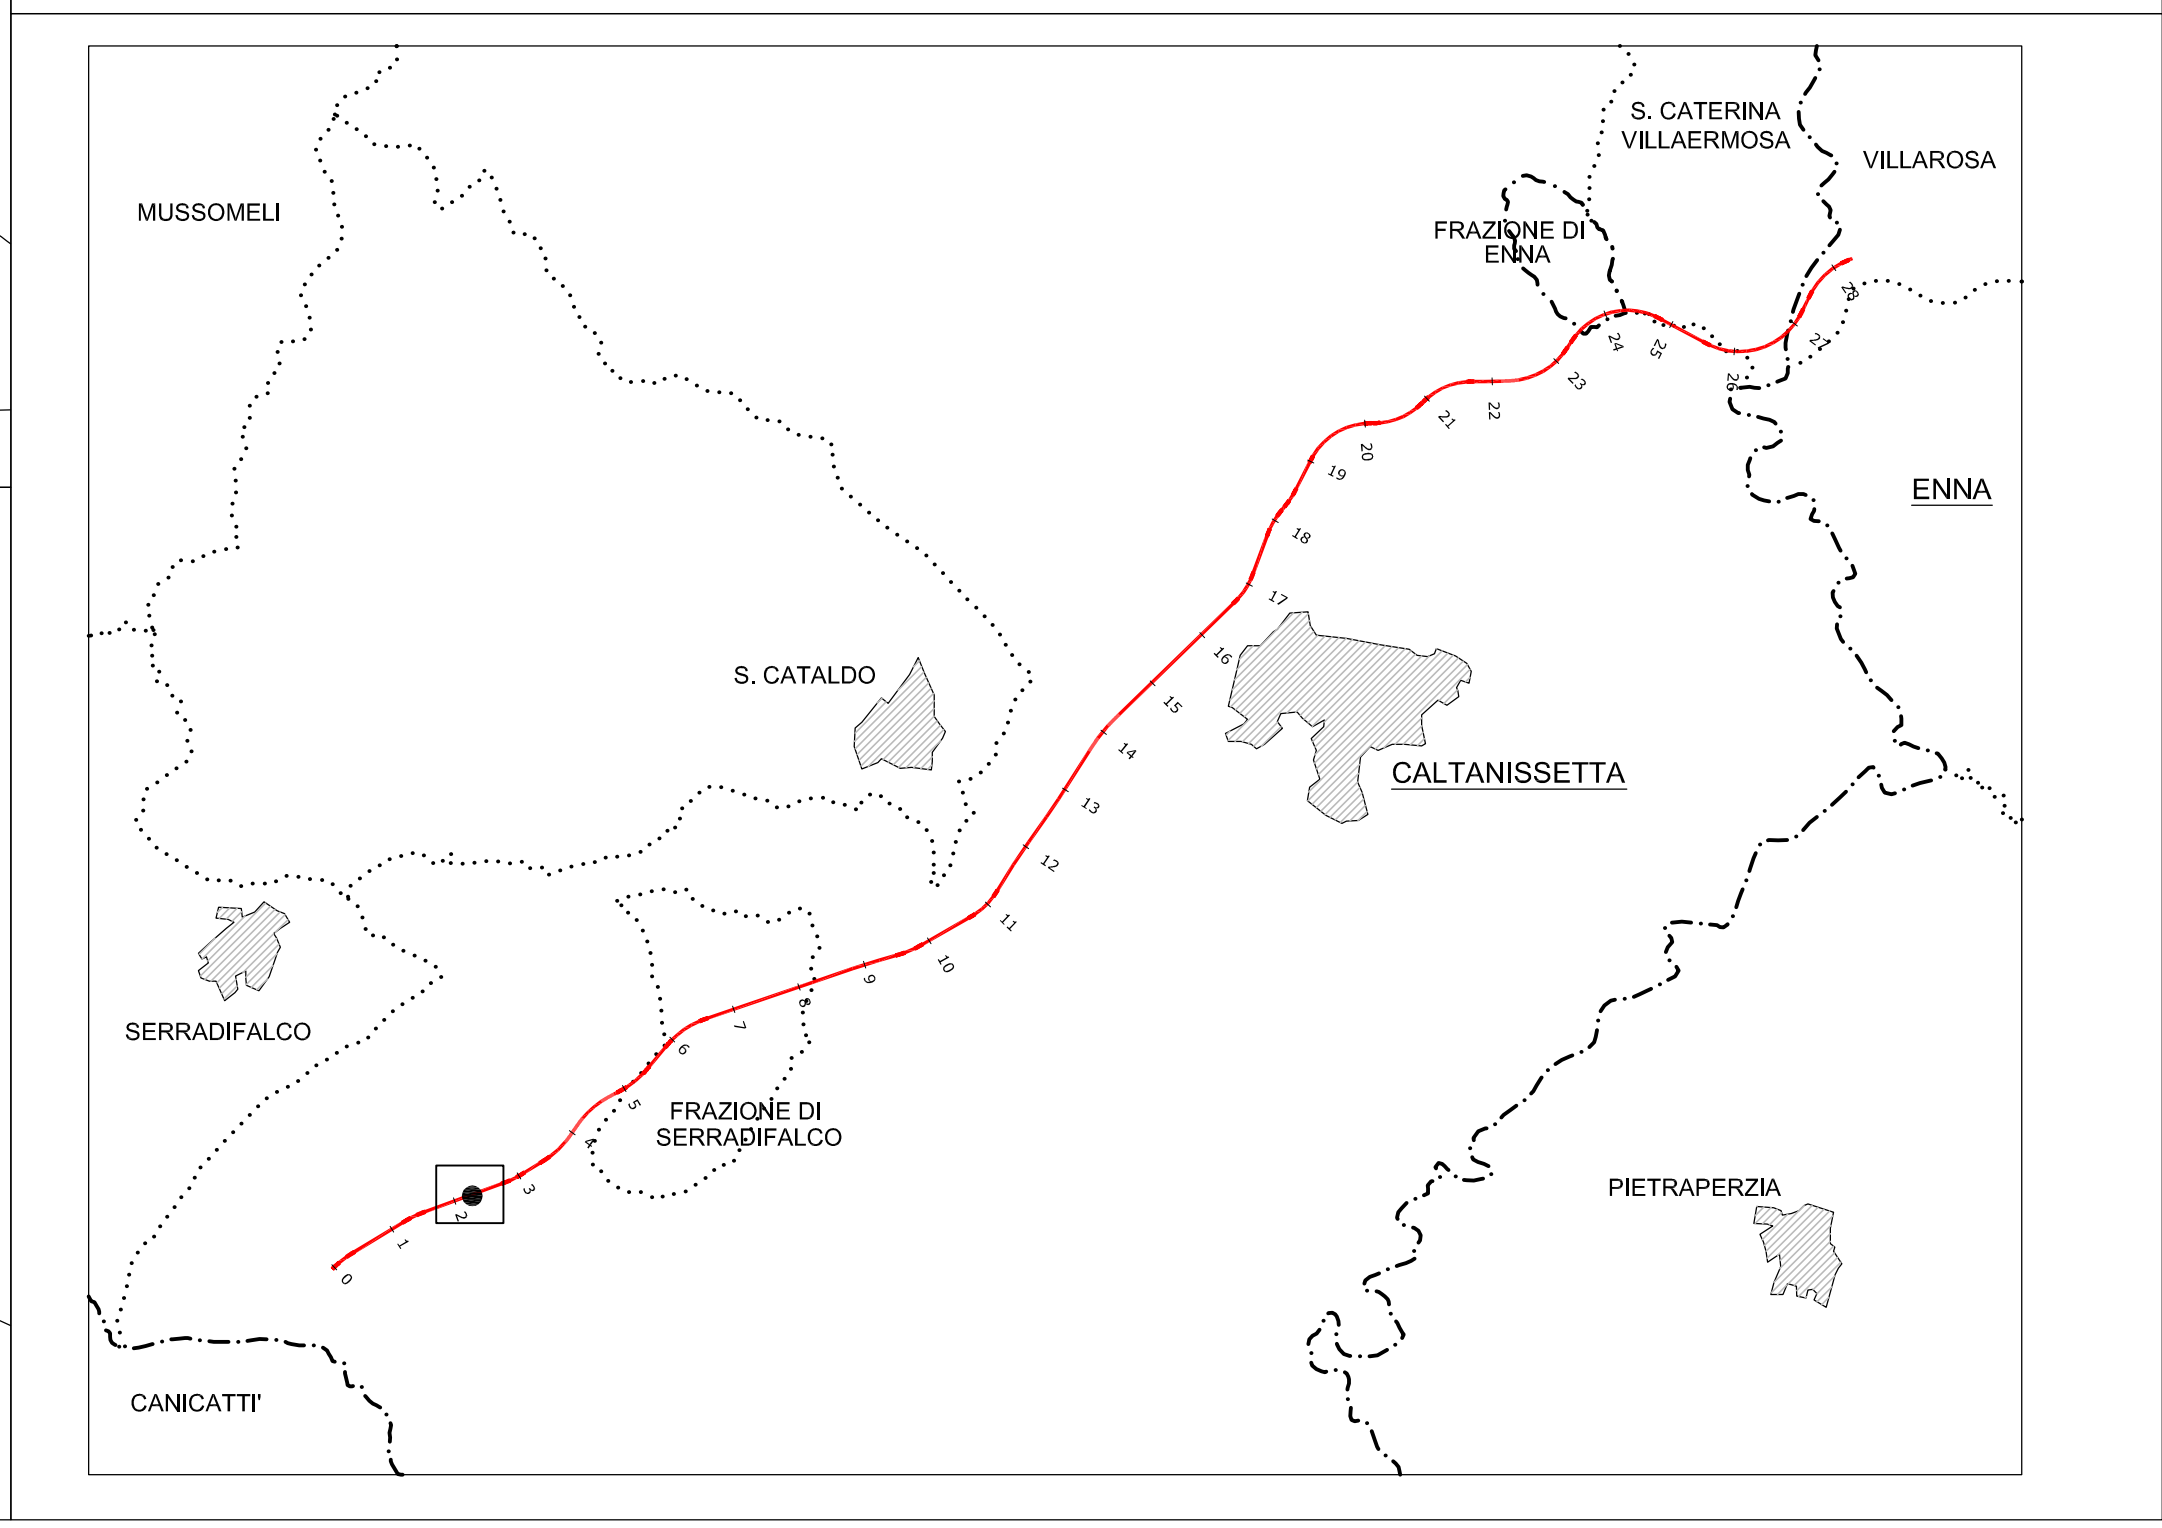 S. CATERINA
VILLAERMOSA
VILLAROSA
MUSSOMELI
FRAZIONE DI
ENNA
28
27
26
25
24
23
22
21
20
19
18
17
16
15
14
13
12
11
10
9
8
7
6
5
4
3
2
1
0
ENNA
S. CATALDO
CALTANISSETTA
SERRADIFALCO
FRAZIONE DI
SERRADIFALCO
PIETRAPERZIA
CANICATTI'